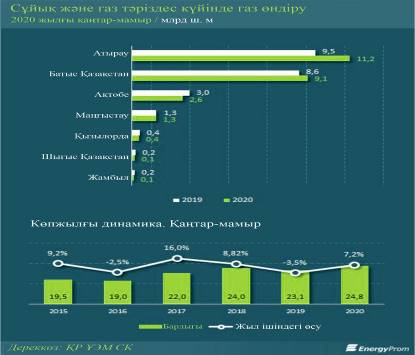 Сұйық және газ тәріздес күйінде газ өндіру
2020 жылғы қаңтар-мамыр / млрд ш. м
Атырау 9,5 11,2
Батыс Қазақстан 8,6 9,1
Ақтөбе 3,0 2,6
Маңғыстау 1,3 1,3
Қызылорда 0,4 0,4
Шығыс Қазақстан 0,2 0,1
Жамбыл 0,2 0,1
2019 2020
Көпжылғы динамика. Қаңтар-мамыр
9,2% -2,5% 16,0% 8,82% -3,5% 7,2%
19,5 19,0 22,0 24,0 23,1 24,8
2015 2016 2017 2018 2019 2020
Барлығы Жыл ішіндегі өсу
Дереккөз: ҚР ҰЭМ СК EnergyProm